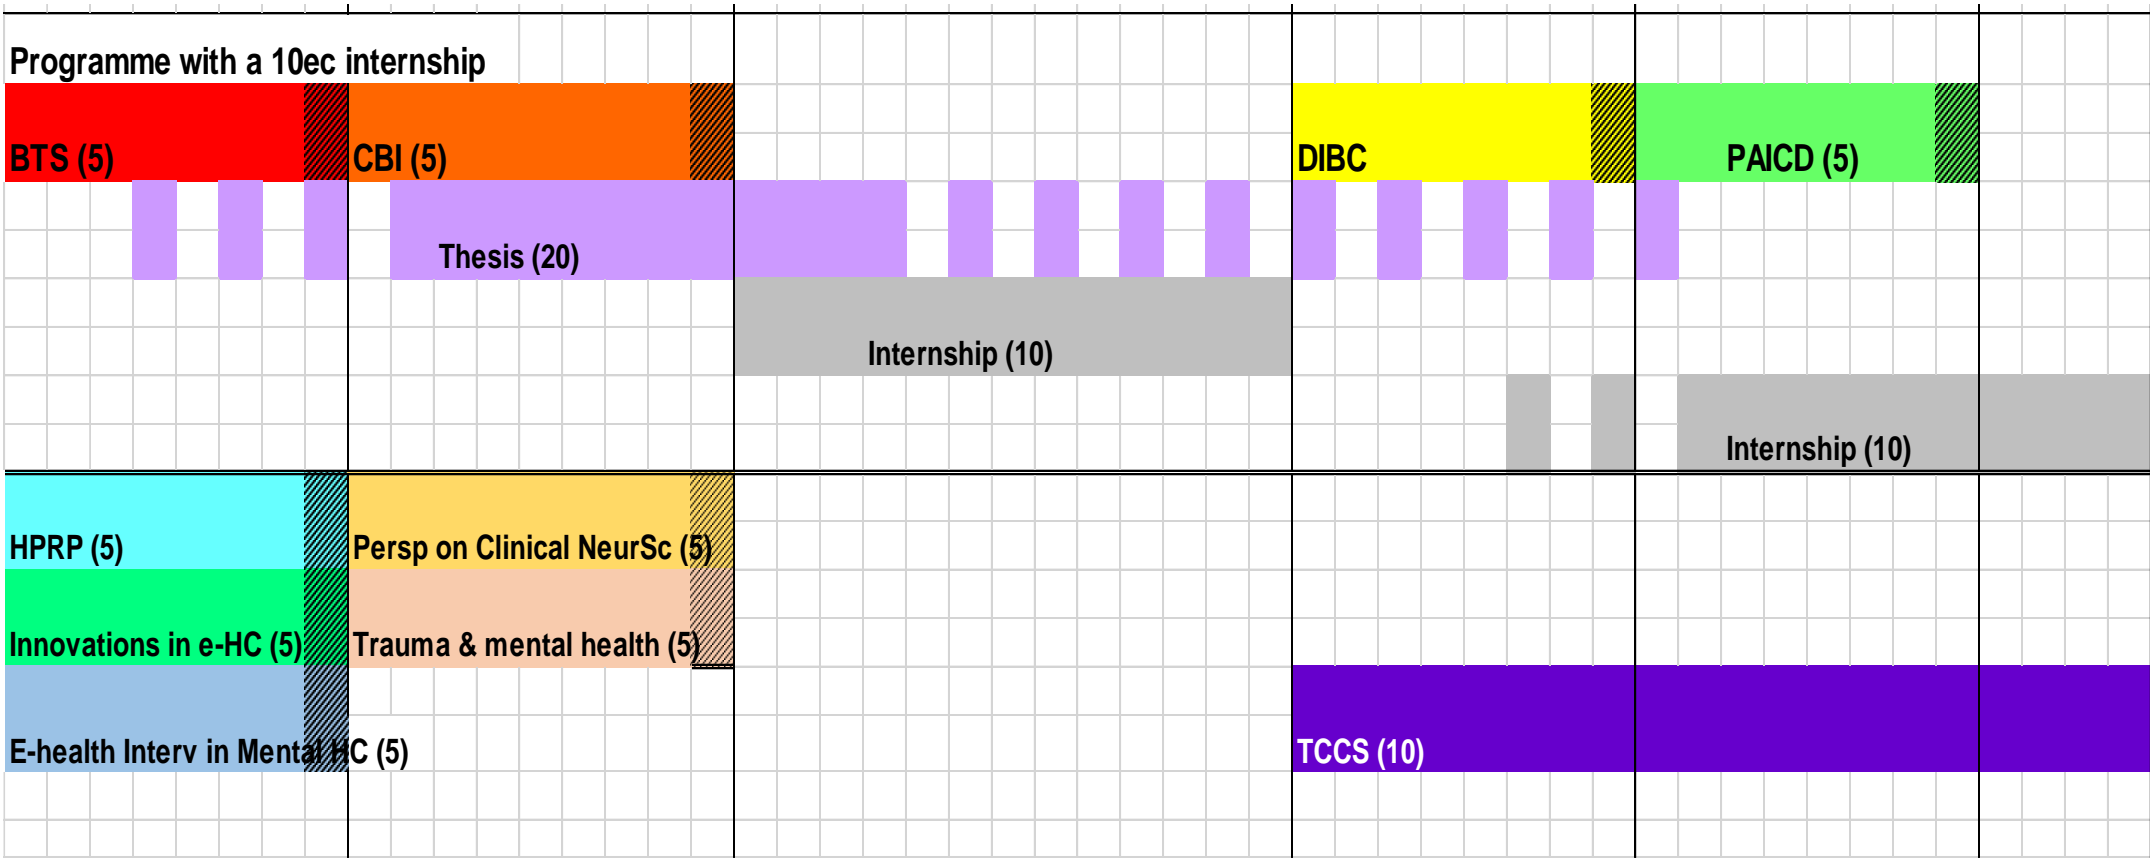 Programme with a 10ec internship
BTS (5)
CBI (5)
DIBC
PAICD (5)
Thesis (20)
Internship (10)
Internship (10)
HPRP (5)
Persp on Clinical NeurSc (5)
Innovations in e-HC (5)
Trauma & mental health (5)
E-health Interv in Mental HC (5)
TCCS (10)